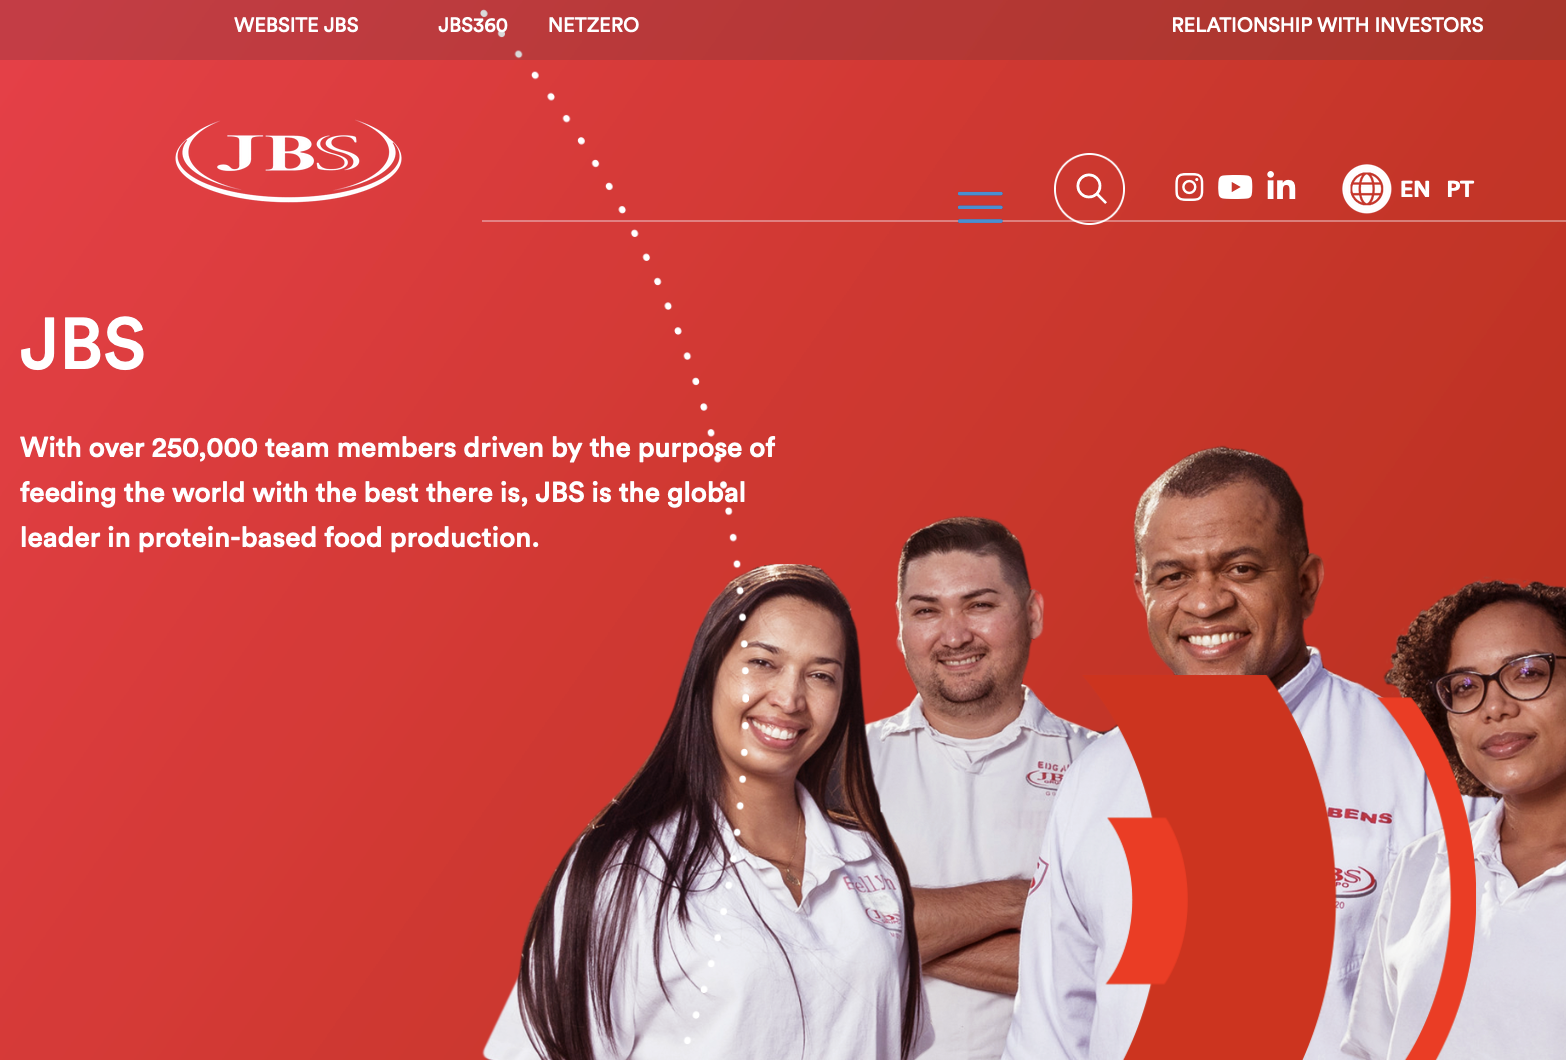 WEBSITE JBS JBS360 NETZERO RELATIONSHIP WITH INVESTORS
JBS
EN PT
JBS
With over 250,000 team members driven by the purpose of
feeding the world with the best there is, JBS is the global
leader in protein-based food production.
BENS